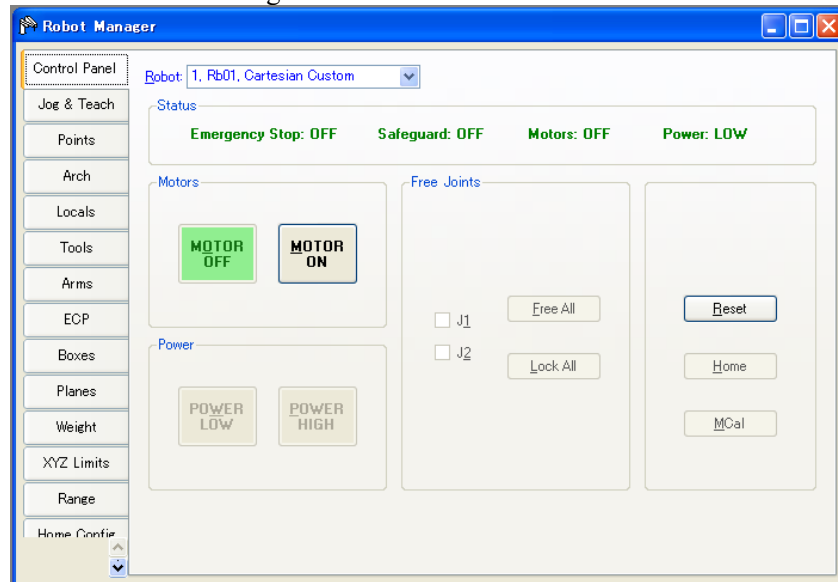 Robot Manager
Control Panel
Jog & Teach
Points
Arch
Locals
Tools
Arms
ECP
Boxes
Planes
Weight
XYZ Limits
Range
Home Config
Robot: 1, Rb01, Cartesian Custom
Status
Emergency Stop: OFF Safeguard: OFF Motors: OFF Power: LOW
Motors
MOTOR OFF
MOTOR ON
Power
POWER LOW
POWER HIGH
Free Joints
J1
J2
Free All
Lock All
Reset
Home
MCal